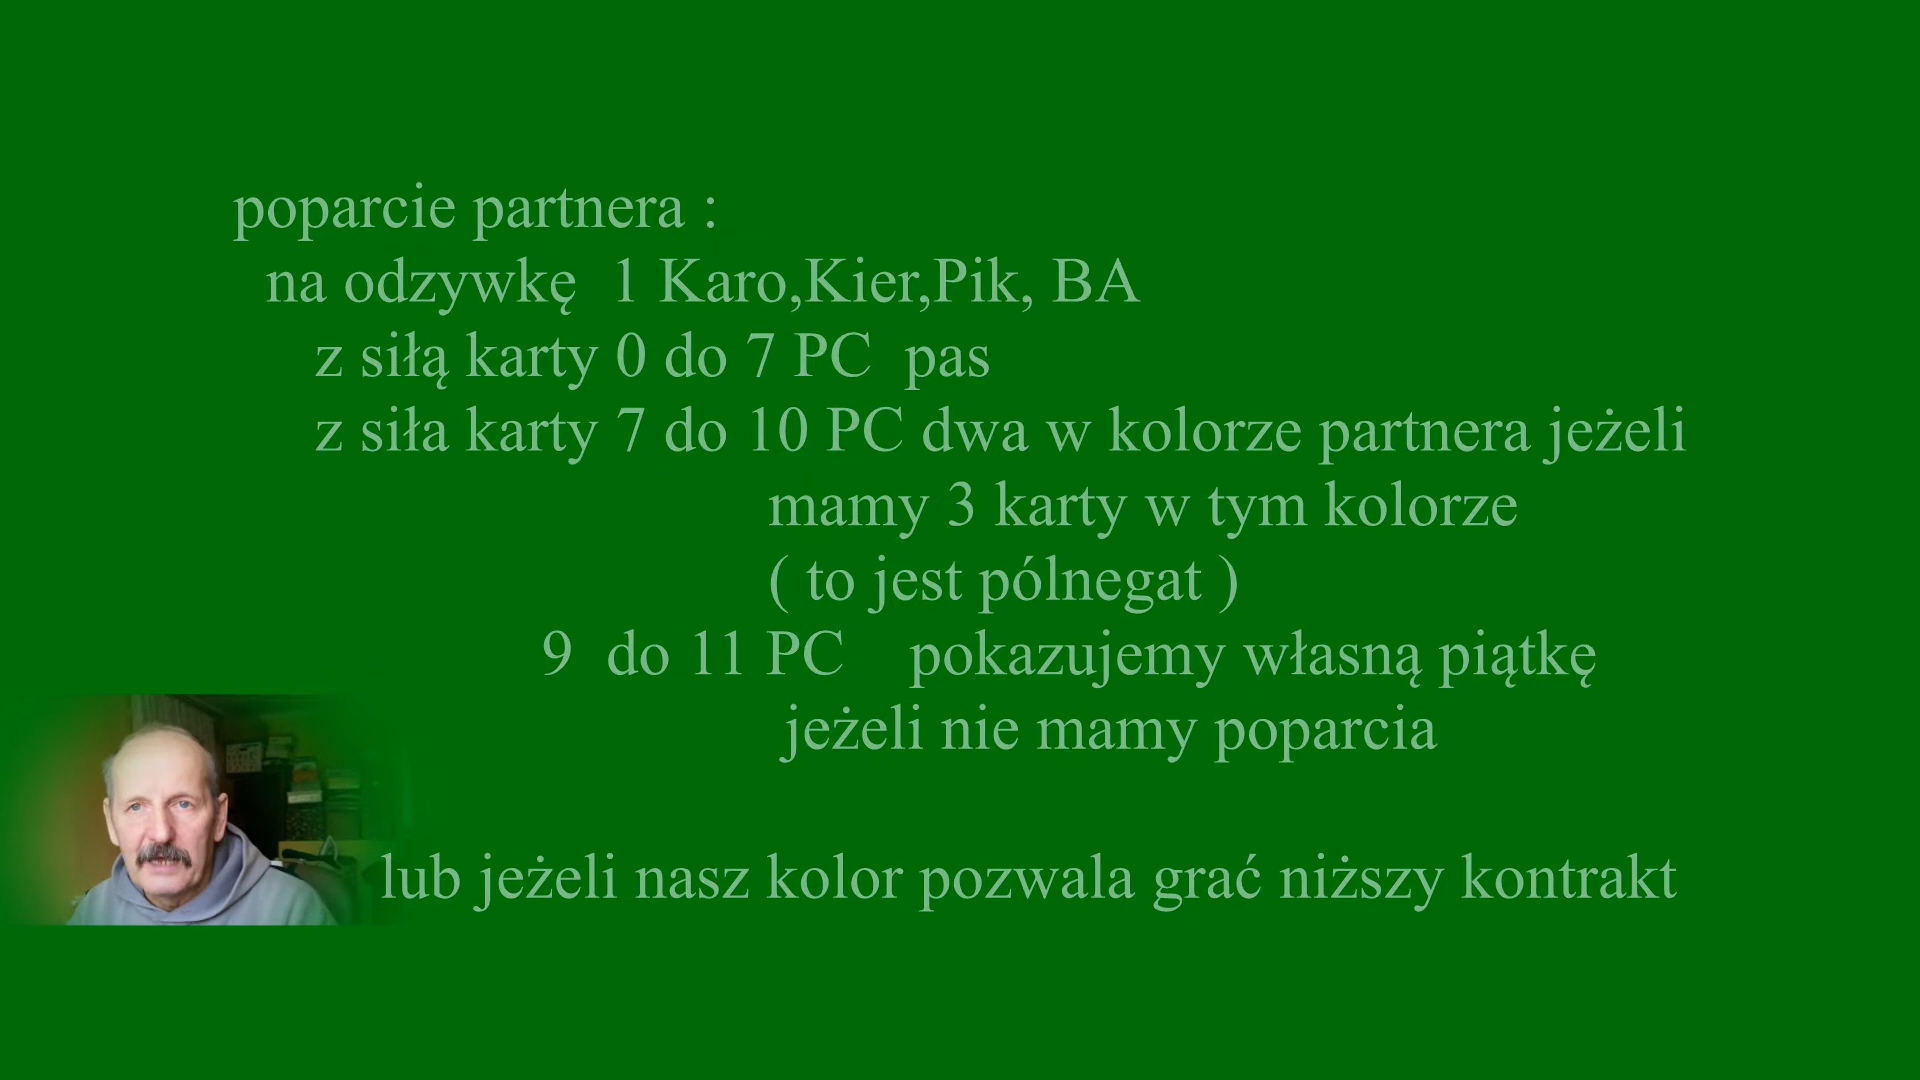 poparcie partnera :
na odzywkę 1 Karo,Kier,Pik, BA
z siłą karty 0 do 7 PC pas
z siła karty 7 do 10 PC dwa w kolorze partnera jeżeli
mamy 3 karty w tym kolorze
( to jest pólnegat )
9 do 11 PC pokazujemy własną piątkę
jeżeli nie mamy poparcia
lub jeżeli nasz kolor pozwala grać niższy kontrakt